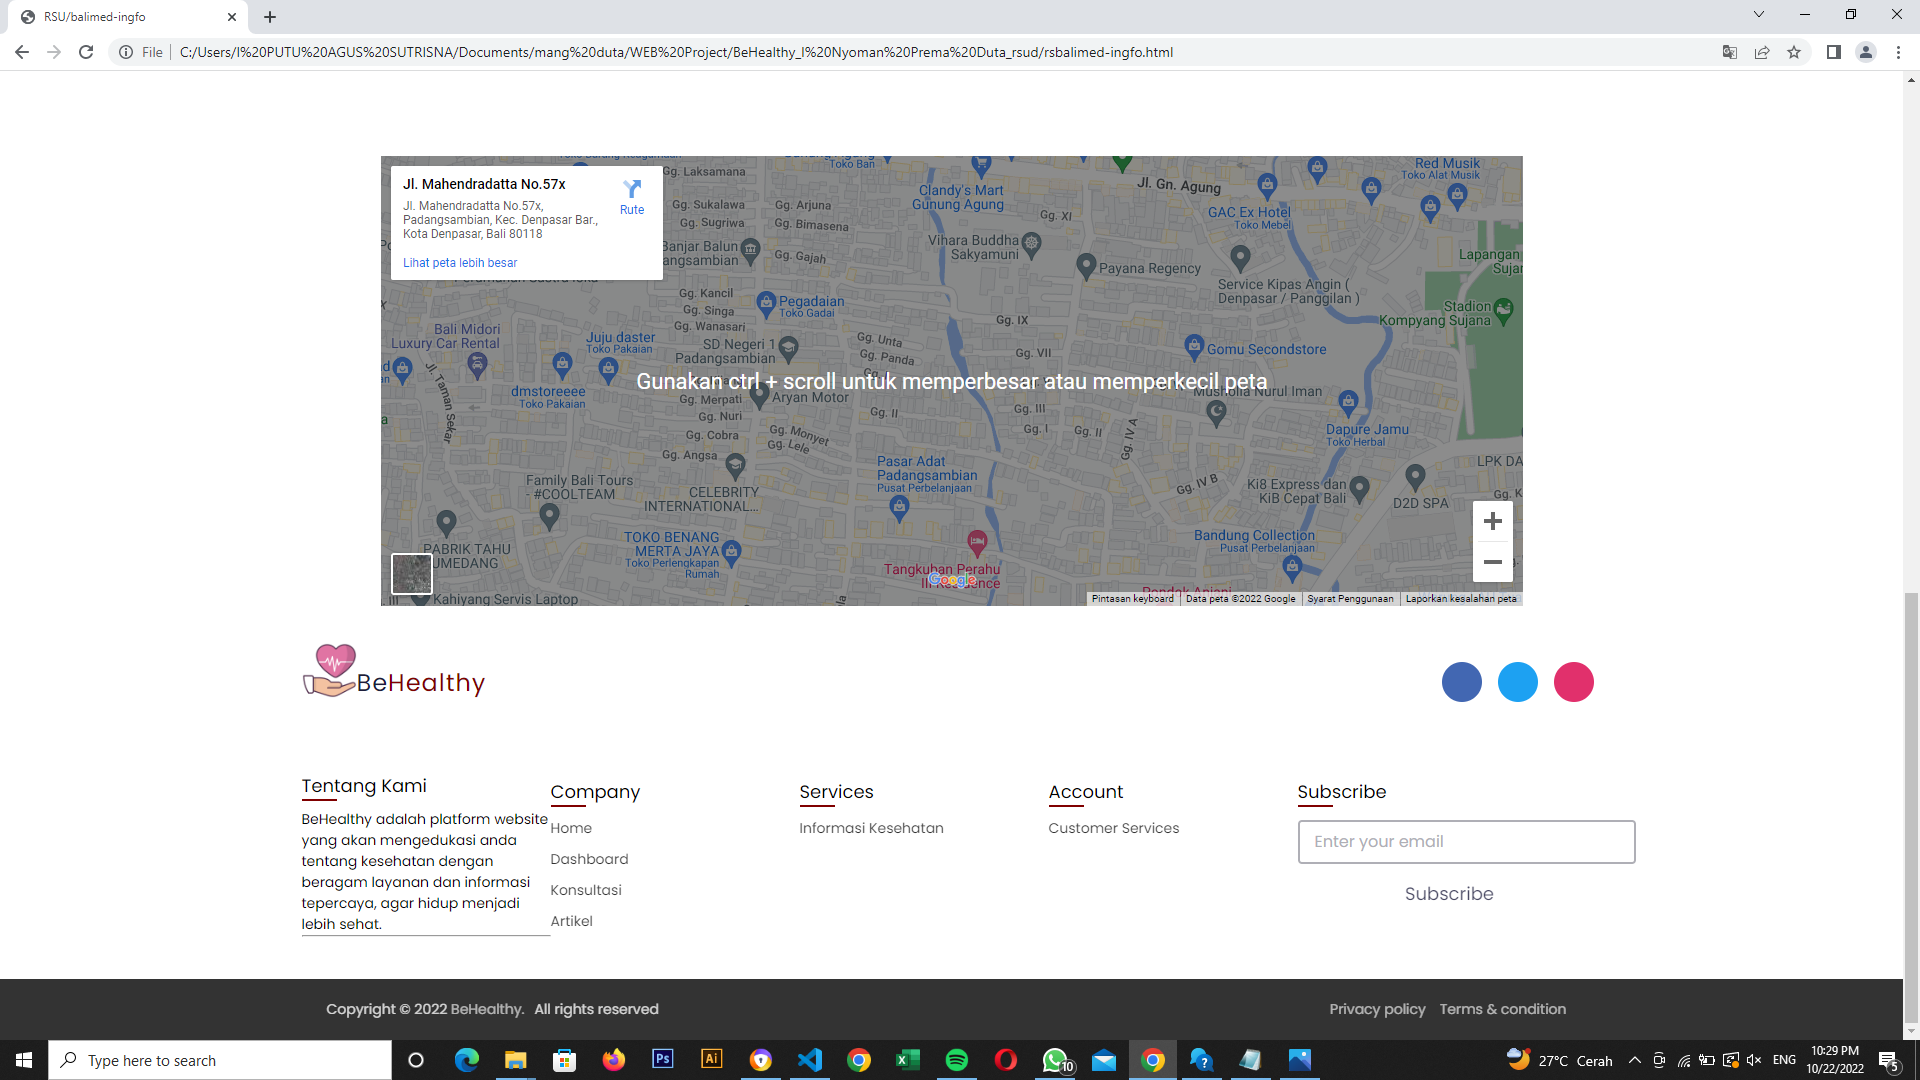 RSU/balimed-ingfo
File
C:/Users/I%20PUTU%20AGUS%20SUTRISNA/Documents/mang%20duta/WEB%20Project/BeHealthy_I%20Nyoman%20Prema%20Duta_rsud/rsbalimed-ingfo.html
Jl. Mahendradatta No.57x
Jl. Mahendradatta No.57x,
Padangsambian, Kec. Denpasar Bar.,
Kota Denpasar, Bali 80118
Rute
Lihat peta lebih besar
Gg. Laksamana
Toko Ban
Clandy's Mart
Gunung Agung
Jl. Gn. Agung
Red Musik
Toko Alat Musik
Gg. Sukalawa
Gg. Arjuna
Gg. Sugriwa
Gg. Bimasena
Gg. XI
GAC Ex Hotel
Toko Mebel
Banjar Balun
Gg. Gajah
Vihara Buddha
Sakyamuni
Payana Regency
Lapangan
Service Kipas Angin (
Denpasar / Panggilan )
Stadion
Kompyang Sujana
Gg. Kancil
Gg. Singa
Gg. Wanasari
Pegadaian
Toko Gadai
Gg. IX
Bali Midori
Luxury Car Rental
Juju daster
Toko Pakaian
SD Negeri 1
Padangsambian
Gg. Unta
Gg. Panda
Gg. VII
Gomu Secondstore
Jl. Taman Sekar
dmstoreeee
Toko Pakaian
Gunakan ctrl + scroll untuk memperbesar atau memperkecil peta
Gg. Merpati
Aryan Motor
Musholla Nurul Iman
Gg. Nuri
Gg. II
Gg. III
Gg. Cobra
Gg. Monyet
Gg. Lele
Gg. I
Gg. II
Gg. IV A
Dapure Jamu
Toko Herbal
Gg. Angsa
Pasar Adat
Padangsambian
Pusat Perbelanjaan
LPK DA
Family Bali Tours
- #COOLTEAM
CELEBRITY
INTERNATIONAL...
Gg. IV B
Ki8 Express dan
KiB Cepat Bali
D2D SPA
PABRIK TAHU
UMEDANG
TOKO BENANG
MERTA JAYA
Toko Perlengkapan
Rumah
Bandung Collection
Pusat Perbelanjaan
Tangkuban Perahu
Google
Kahiyang Servis Laptop
Pondok Anjani
Pintasan keyboard
Data peta ©2022 Google
Syarat Penggunaan
Laporkan kesalahan peta
BeHealthy
Tentang Kami
BeHealthy adalah platform website
yang akan mengedukasi anda
tentang kesehatan dengan
beragam layanan dan informasi
tepercaya, agar hidup menjadi
lebih sehat.
Company
Home
Dashboard
Konsultasi
Artikel
Services
Informasi Kesehatan
Account
Customer Services
Subscribe
Enter your email
Subscribe
Copyright © 2022 BeHealthy. All rights reserved
Privacy policy
Terms & condition
Type here to search
Ps
Ai
10
27°C Cerah
ENG
10:29 PM
10/22/2022
5